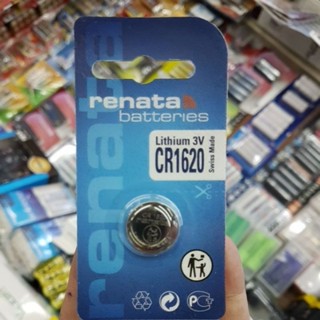 renata
batteries
Lithium 3V
CR1620
Swiss Made
renata